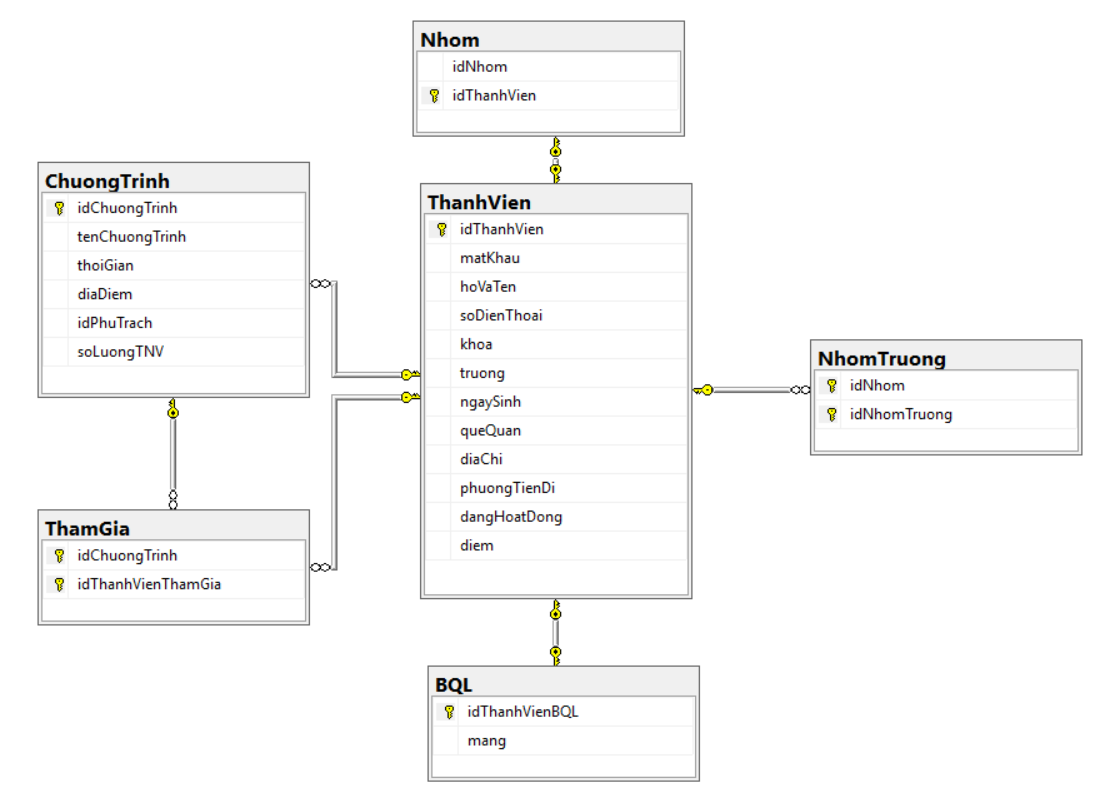 Nhom
idNhom
idThanhVien
ChuongTrinh
idChuongTrinh
tenChuongTrinh
thoiGian
diaDiem
idPhuTrach
soLuongTNV
ThanhVien
idThanhVien
matKhau
hoVaTen
soDienThoai
khoa
truong
ngaySinh
queQuan
diaChi
phuongTienDi
dangHoatDong
diem
NhomTruong
idNhom
idNhomTruong
ThamGia
idChuongTrinh
idThanhVienThamGia
BQL
idThanhVienBQL
mang